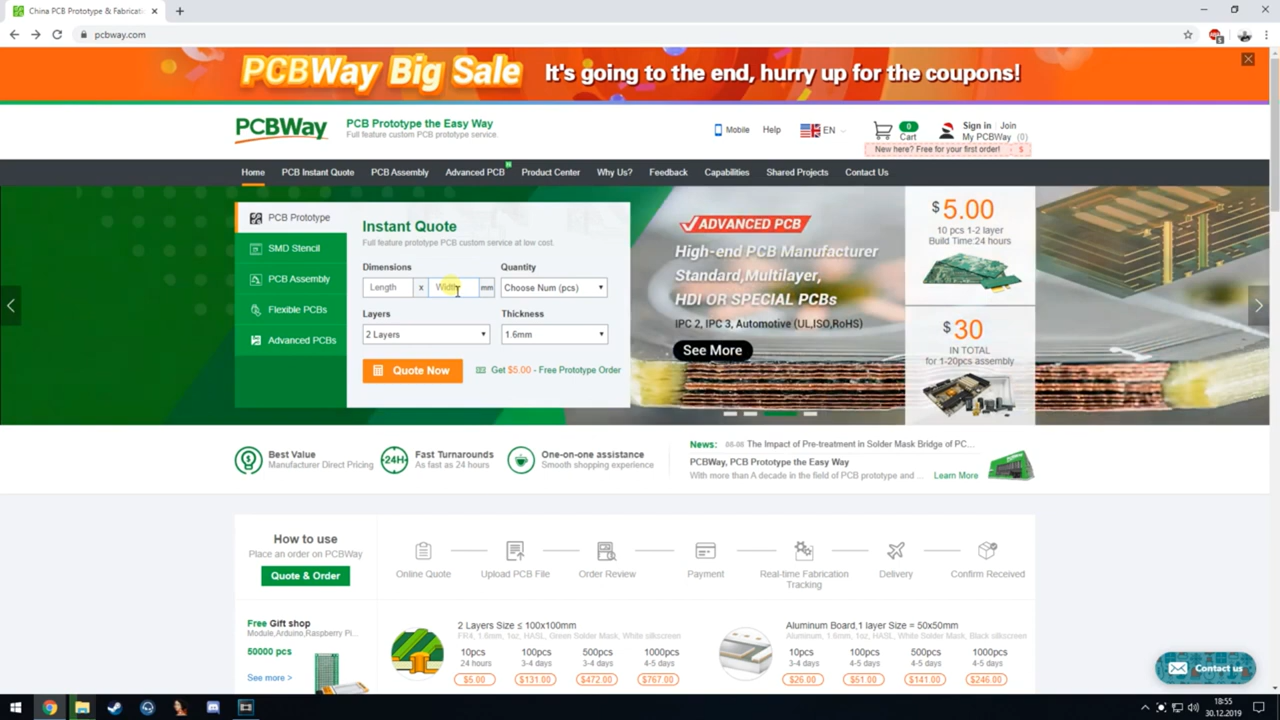 China PCB Prototype & Fabricati
pcbway.com
PCBWay Big Sale It's going to the end, hurry up for the coupons!
PCBWay
PCB Prototype the Easy Way
Full feature custom PCB prototype service.
Mobile
Help
EN
0
Cart
Sign in
Join
My PCBWay (0)
New here? Free for your first order! $
Home
PCB Instant Quote
PCB Assembly
Advanced PCB
Product Center
Why Us?
Feedback
Capabilities
Shared Projects
Contact Us
PCB Prototype
SMD Stencil
PCB Assembly
Flexible PCBs
Advanced PCBs
Instant Quote
Full feature prototype PCB custom service at low cost.
Dimensions
Quantity
Length x Width mm
Choose Num (pcs)
Layers
Thickness
2 Layers
1.6mm
Quote Now
Get $5.00 - Free Prototype Order
ADVANCED PCB
High-end PCB Manufacturer
Standard,Multilayer,
HDI OR SPECIAL PCBs
IPC 2, IPC 3, Automotive (UL,ISO,RoHS)
See More
$5.00
10 pcs 1-2 layer
Build Time:24 hours
$30
IN TOTAL
for 1-20pcs assembly
Best Value
Manufacturer Direct Pricing
24H
Fast Turnarounds
As fast as 24 hours
One-on-one assistance
Smooth shopping experience
News: 06-06 The Impact of Pre-treatment in Solder Mask Bridge of PC...
PCBWay, PCB Prototype the Easy Way
With more than A decade in the field of PCB prototype and ... Learn More
How to use
Place an order on PCBWay
Quote & Order
Online Quote
Upload PCB File
Order Review
Payment
Real-time Fabrication
Tracking
Delivery
Confirm Received
Free Gift shop
Module,Arduino,Raspberry Pi...
50000 pcs
See more >
2 Layers Size ≤ 100x100mm
FR4, 1.6mm, 1oz, HASL, Green Solder Mask, White silkscreen
10pcs 100pcs 500pcs 1000pcs
24 hours 3-4 days 3-4 days 4-5 days
$5.00 $131.00 $472.00 $767.00
Aluminum Board,1 layer Size = 50x50mm
Aluminum, 1.6mm, 1oz, HASL, White Solder Mask, Black silkscreen
10pcs 100pcs 500pcs 1000pcs
3-4 days 4-5 days 4-5 days 4-5 days
$26.00 $51.00 $141.00 $246.00
Contact us
18:55
30.12.2019